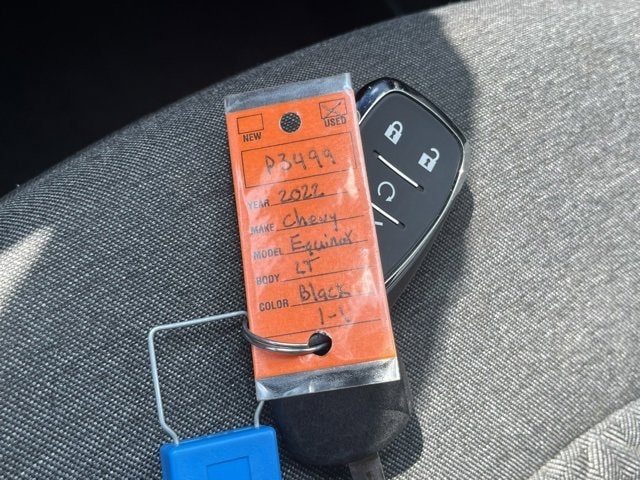 NEW USED
P3499
YEAR 2022
MAKE Chevy
MODEL Equinox
BODY LT
COLOR Black